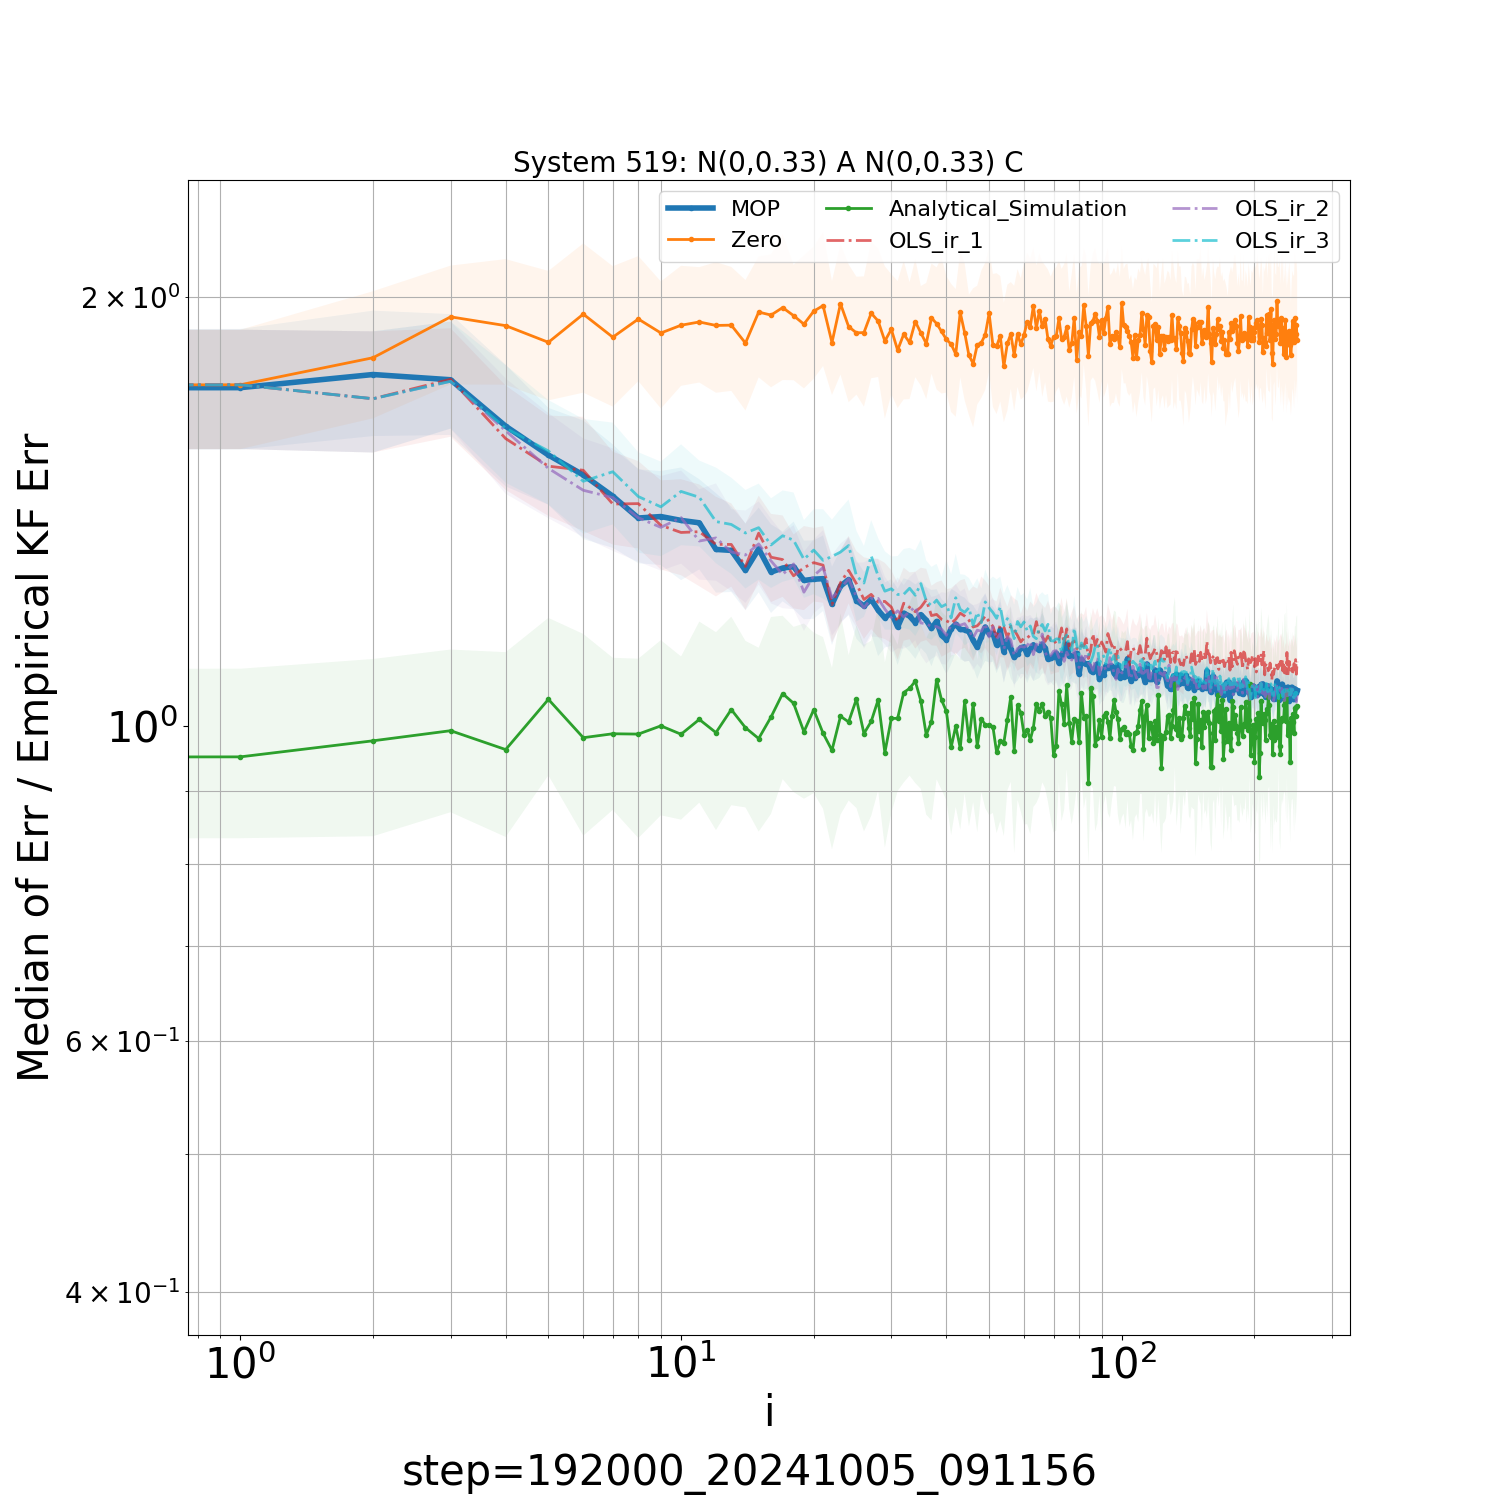 System 519: N(0,0.33) A N(0,0.33) C
MOP
Zero
Analytical_Simulation
OLS_ir_1
OLS_ir_2
OLS_ir_3
Median of Err / Empirical KF Err
2 × 10⁰
10⁰
6 × 10⁻¹
4 × 10⁻¹
10⁰ 10¹ 10²
i
step=192000_20241005_091156